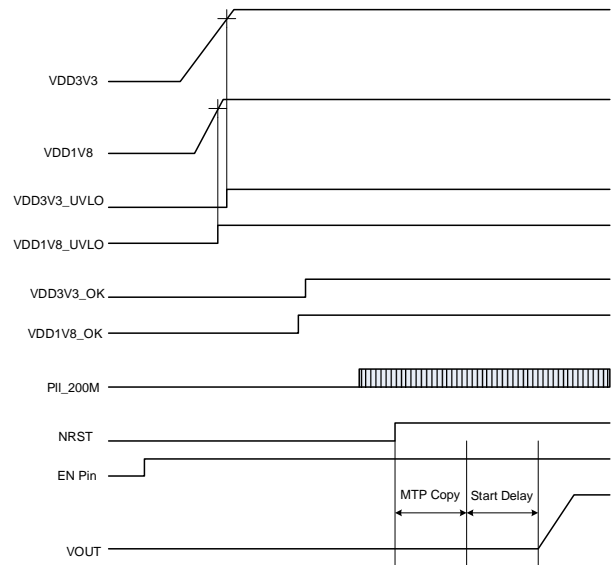 VDD3V3
VDD1V8
VDD3V3_UVLO
VDD1V8_UVLO
VDD3V3_OK
VDD1V8_OK
Pll_200M
NRST
EN Pin
MTP Copy
Start Delay
VOUT